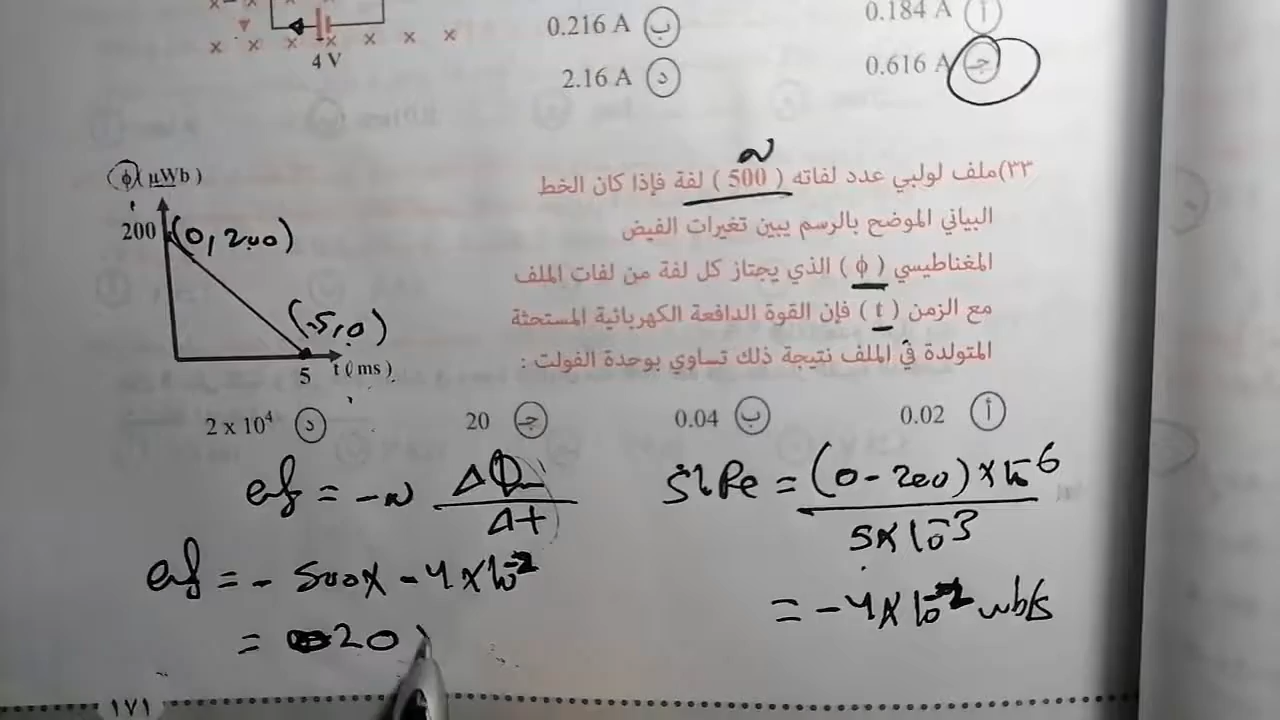 أ 0.184 A
ب 0.216 A
جـ 0.616 A
د 2.16 A
4 V
N
٣٣) ملف لولبي عدد لفاته ( 500 ) لفة فإذا كان الخط
البياني الموضح بالرسم يبين تغيرات الفيض
المغناطيسي ( ϕ ) الذي يجتاز كل لفة من لفات الملف
مع الزمن ( t ) فإن القوة الدافعة الكهربائية المستحثة
المتولدة في الملف نتيجة ذلك تساوي بوحدة الفولت :
ϕ( μWb )
200
(0, 200)
(5, 0)
5
t ( ms )
أ 0.02
ب 0.04
جـ 20
د 2 x 10⁴
slope = (0 - 200) × 10⁻⁶ / 5 × 10⁻³
= - 4 × 10⁻² wb/s
emf = - N Δϕm / Δt
emf = - 500 × - 4 × 10⁻²
= 20
١٧١